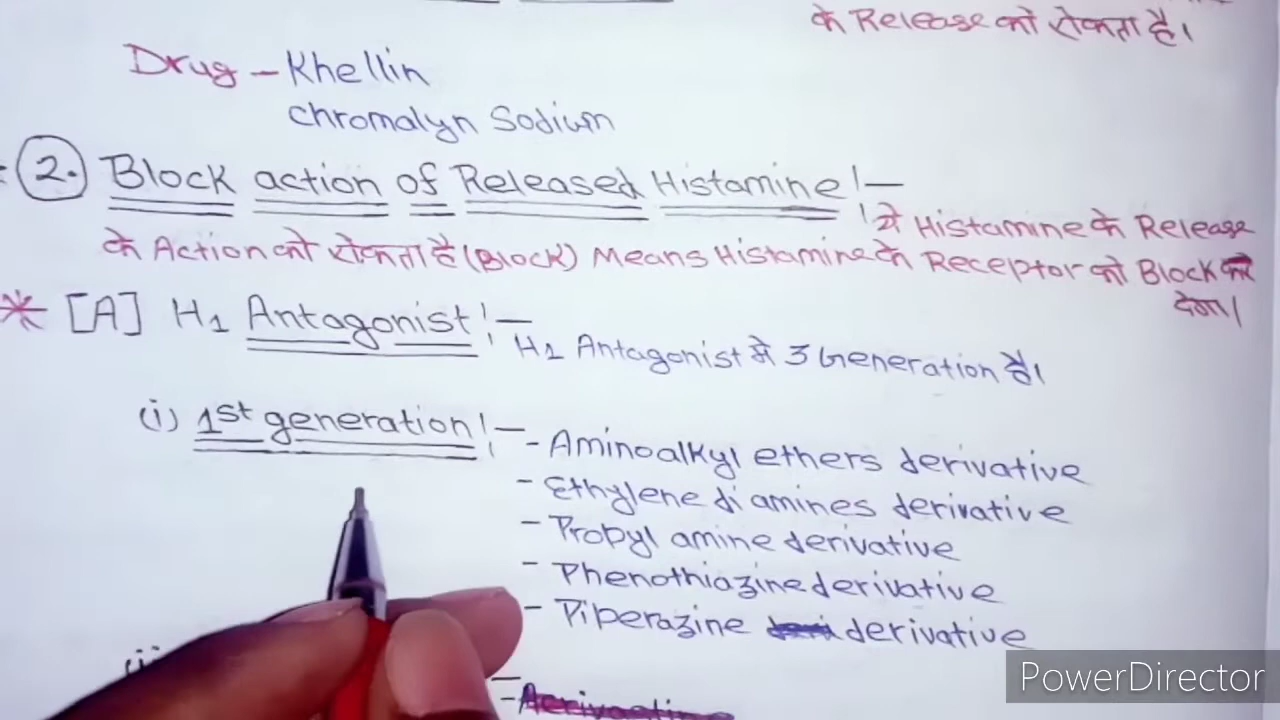 के Release को रोकता है।
Drug - Khellin
Chromalyn Sodium
2. Block action of Released Histamine!-
ये Histamine के Release
के Action को रोकता है (Block) Means Histamine के Receptor को Block कर
देगा।
* [A] H1 Antagonist!-
H1 Antagonist में 3 Generation है।
(i) 1st generation!-
- Aminoalkyl ethers derivative
- Ethylene di amines derivative
- Propyl amine derivative
- Phenothiazine derivative
- Piperazine derivative
PowerDirector